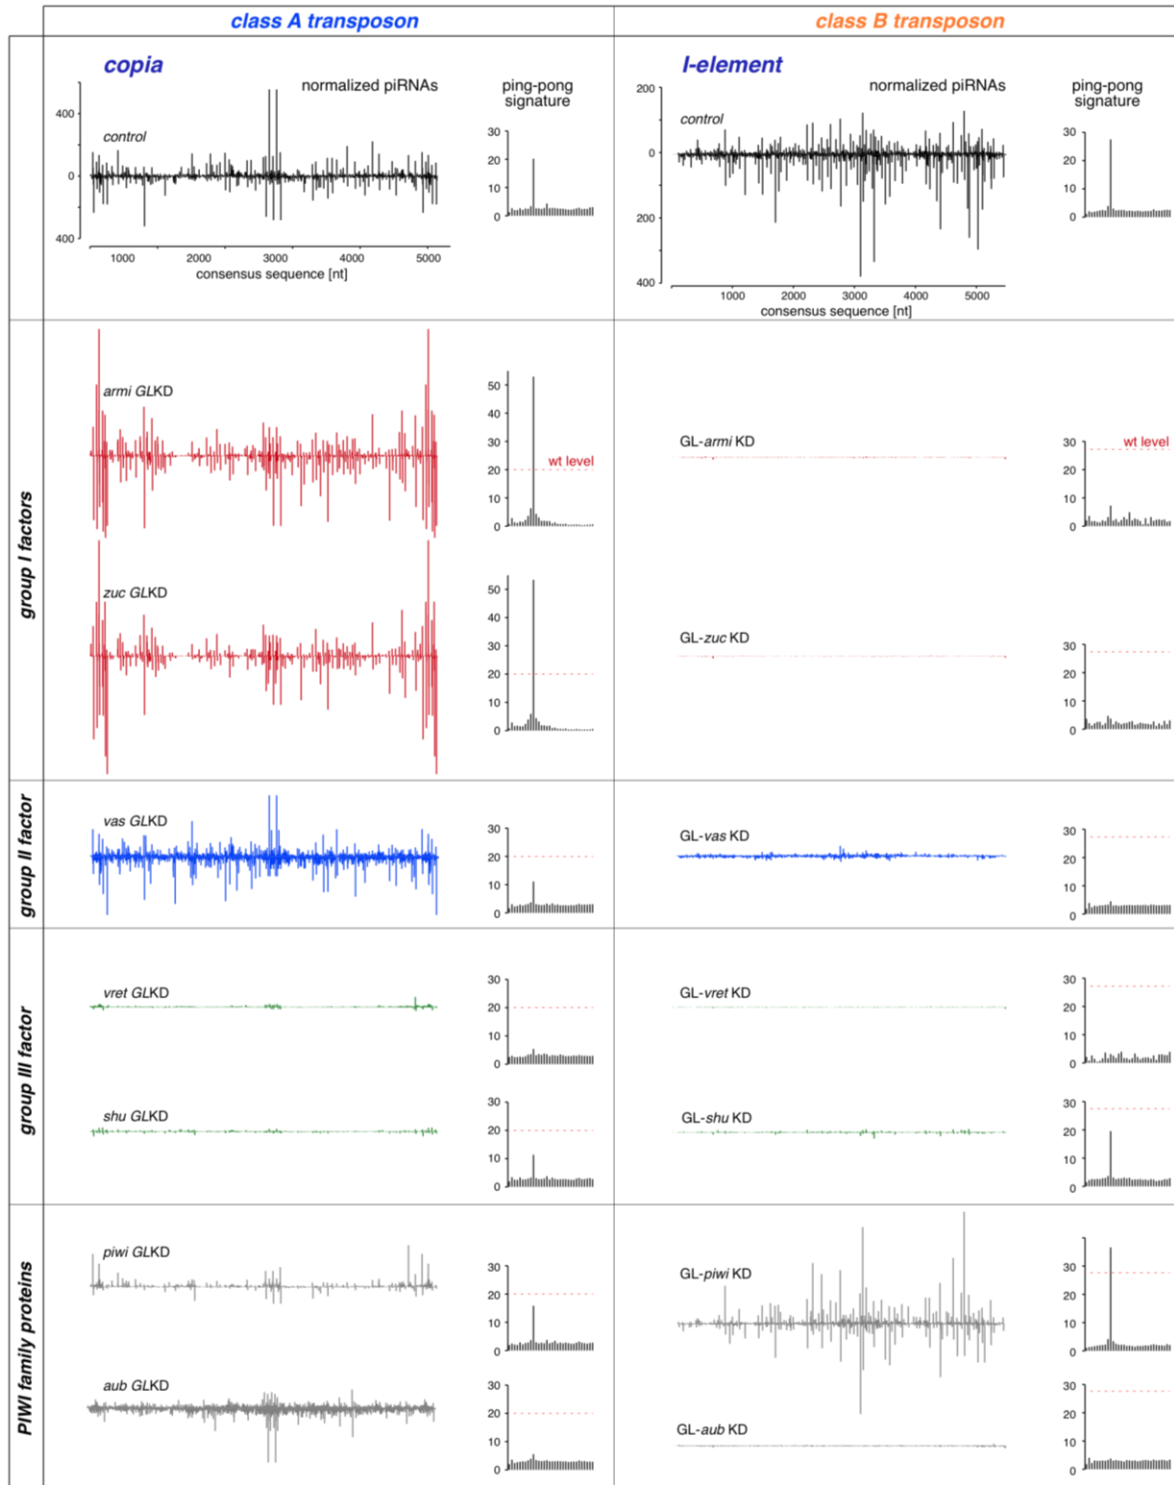 class A transposon
class B transposon
copia
normalized piRNAs
ping-pong
signature
control
400
0
400
1000 2000 3000 4000 5000
consensus sequence [nt]
30
20
10
0
I-element
normalized piRNAs
ping-pong
signature
control
200
0
200
400
1000 2000 3000 4000 5000
consensus sequence [nt]
30
20
10
0
group I factors
armi GLKD
50
40
30
wt level
20
10
0
GL-armi KD
30
wt level
20
10
0
zuc GLKD
50
40
30
20
10
0
GL-zuc KD
30
20
10
0
group II factor
vas GLKD
30
20
10
0
GL-vas KD
30
20
10
0
group III factor
vret GLKD
30
20
10
0
GL-vret KD
30
20
10
0
shu GLKD
30
20
10
0
GL-shu KD
30
20
10
0
PIWI family proteins
piwi GLKD
30
20
10
0
GL-piwi KD
30
20
10
0
aub GLKD
30
20
10
0
GL-aub KD
30
20
10
0